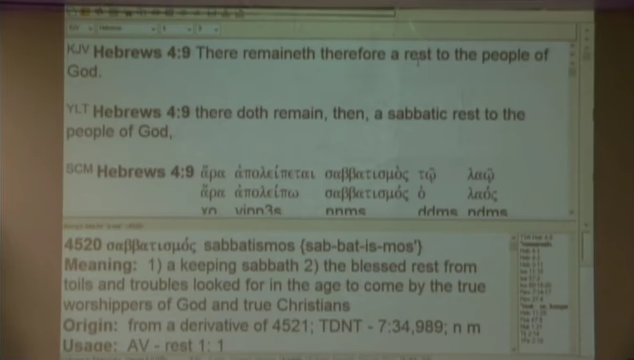 KJV Hebrews 4:9 There remaineth therefore a rest to the people of
God.
YLT Hebrews 4:9 there doth remain, then, a sabbatic rest to the
people of God,
SCM Hebrews 4:9 ἄρα ἀπολείπεται σαββατισμὸς τῷ λαῷ
ἄρα ἀπολείπω σαββατισμός ὁ λαός
xo vipn3s nnms ddms ndms
4520 σαββατισμός sabbatismos {sab-bat-is-mos'}
Meaning: 1) a keeping sabbath 2) the blessed rest from
toils and troubles looked for in the age to come by the true
worshippers of God and true Christians
Origin: from a derivative of 4521; TDNT - 7:34,989; n m
Usage: AV - rest 1; 1